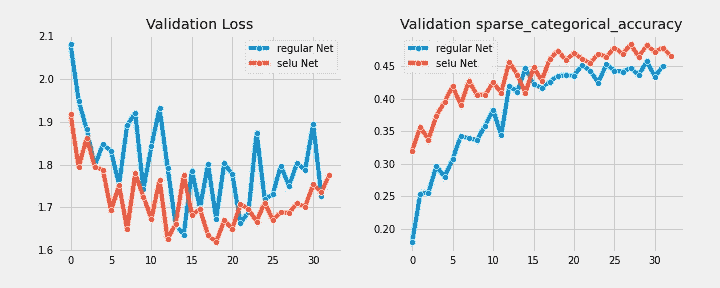 Validation Loss
2.1
2.0
1.9
1.8
1.7
1.6
0 5 10 15 20 25 30
regular Net
selu Net
Validation sparse_categorical_accuracy
0.45
0.40
0.35
0.30
0.25
0.20
0 5 10 15 20 25 30
regular Net
selu Net